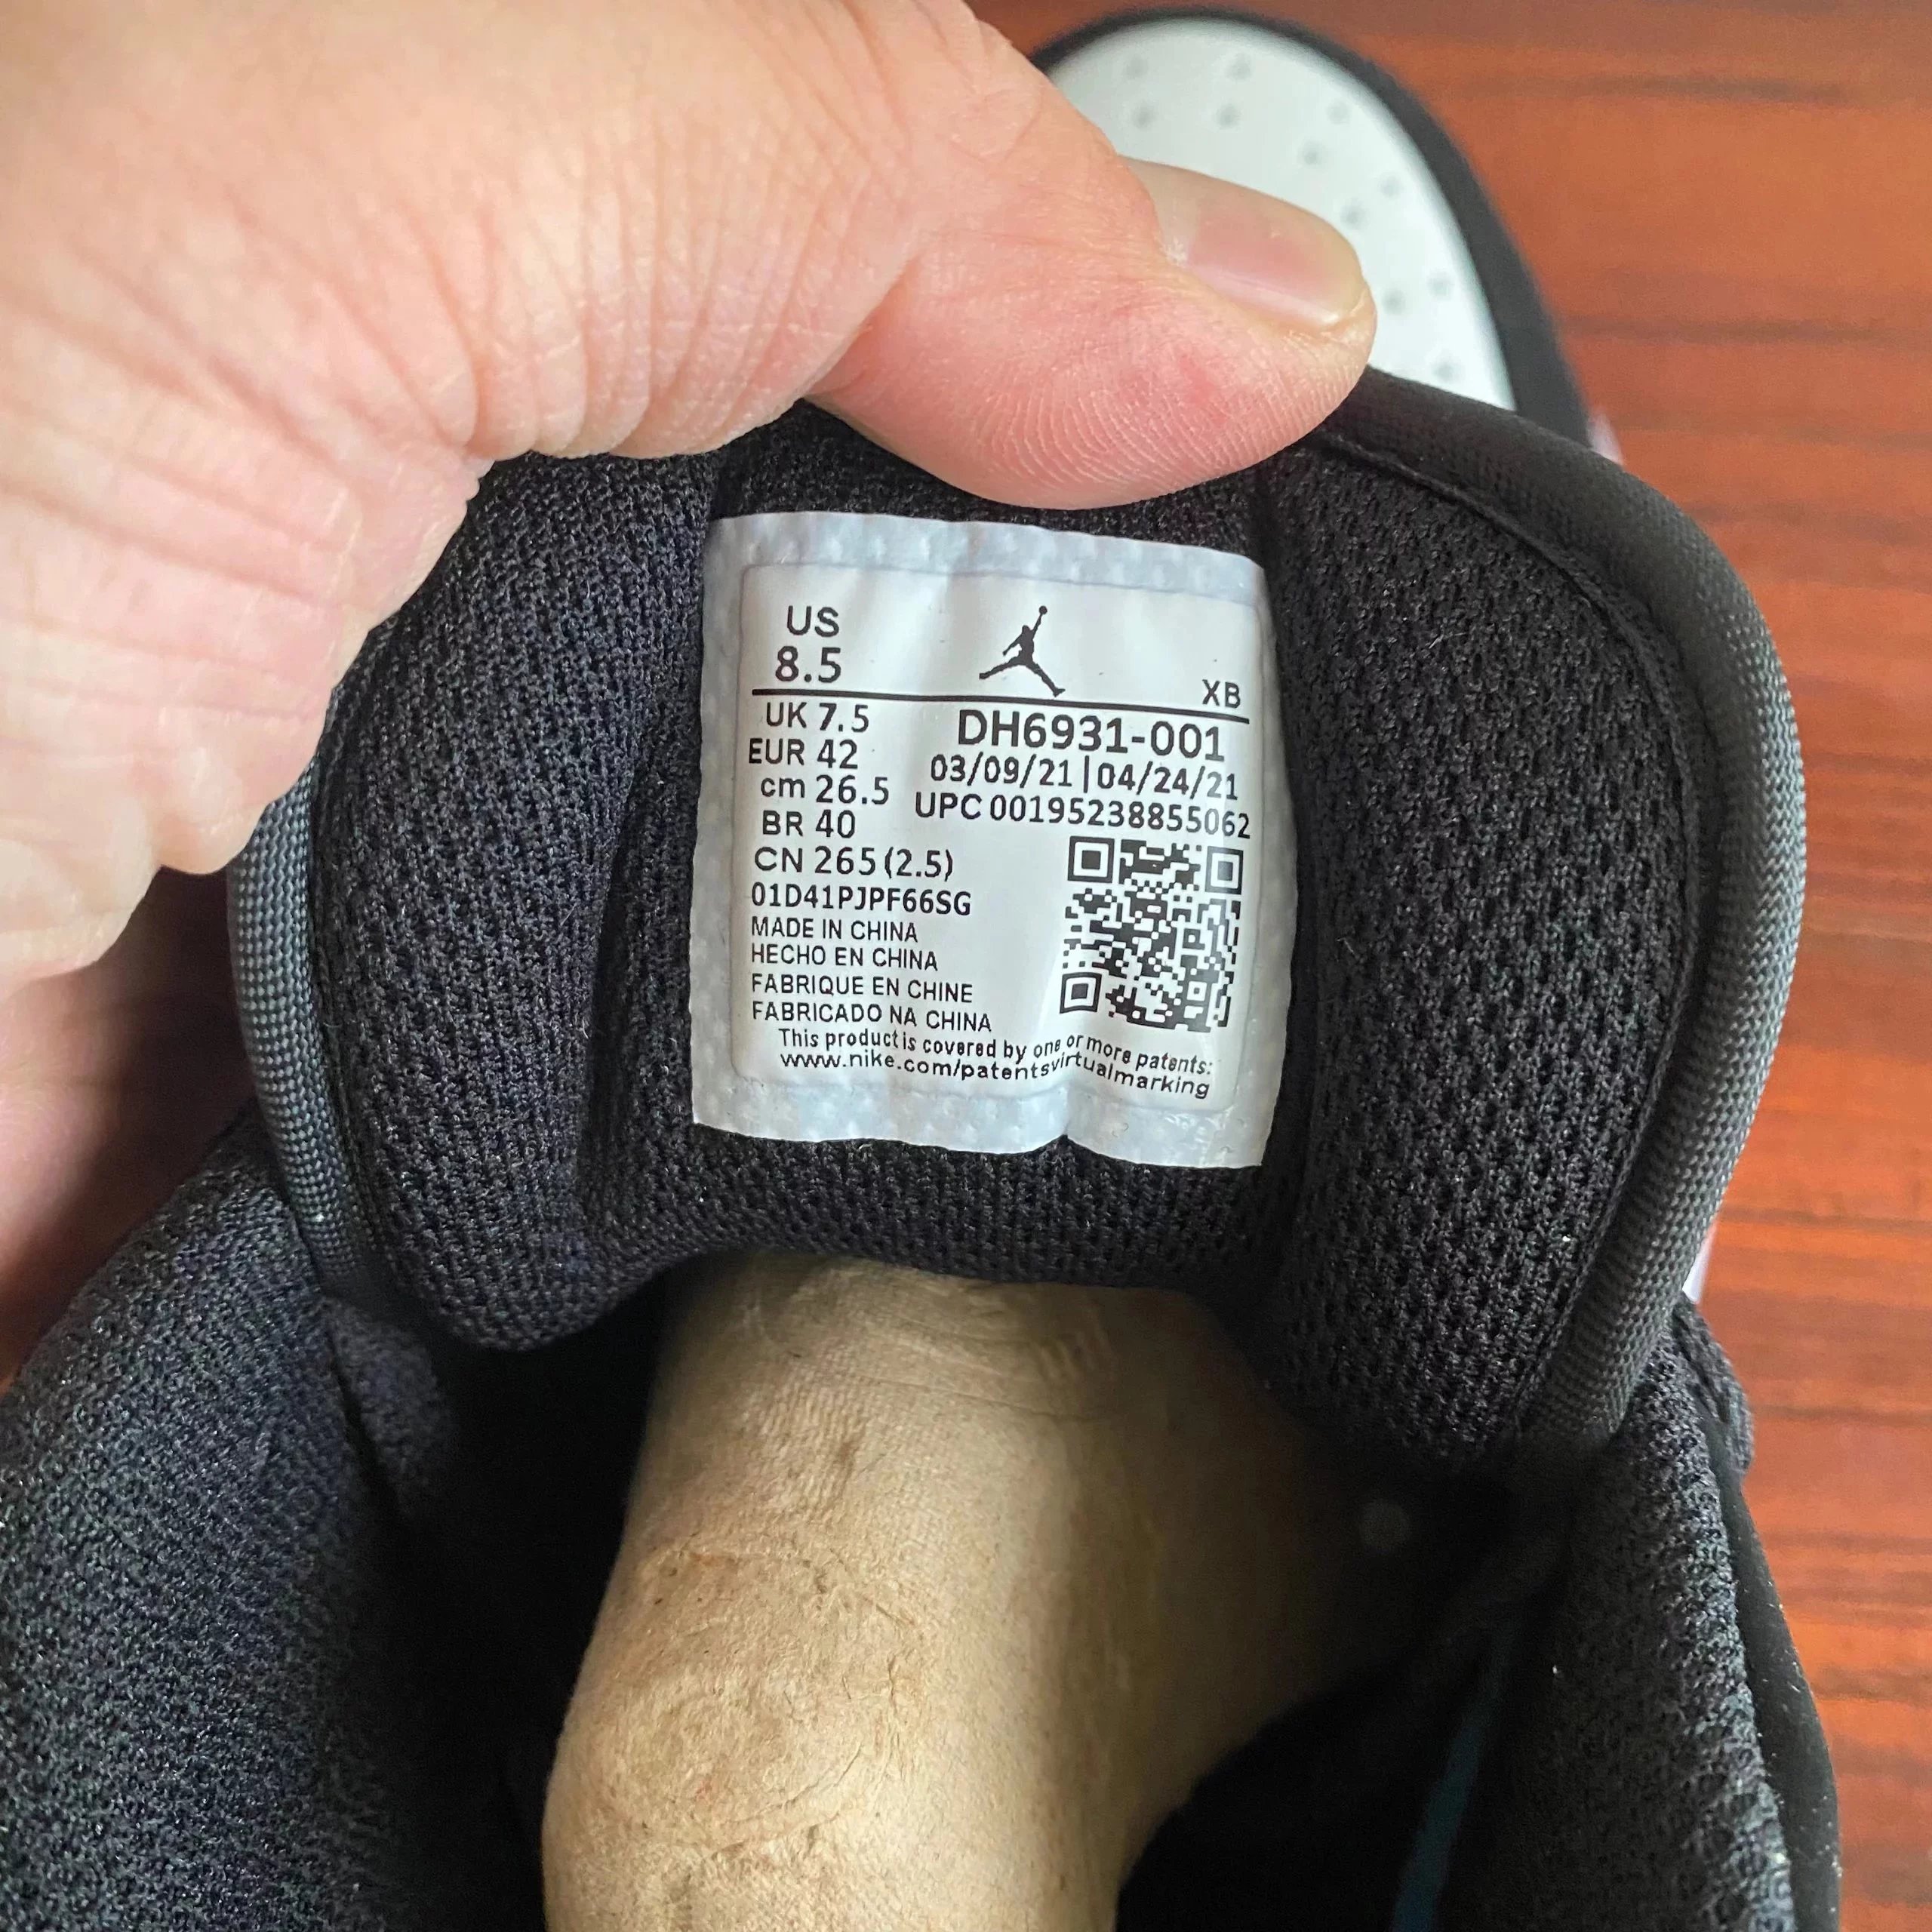 US
8.5
XB
UK 7.5
EUR 42
cm 26.5
BR 40
CN 265 (2.5)
DH6931-001
03/09/21|04/24/21
UPC 00195238855062
01D41PJPF66SG
MADE IN CHINA
HECHO EN CHINA
FABRIQUE EN CHINE
FABRICADO NA CHINA
This product is covered by one or more patents:
www.nike.com/patentsvirtualmarking